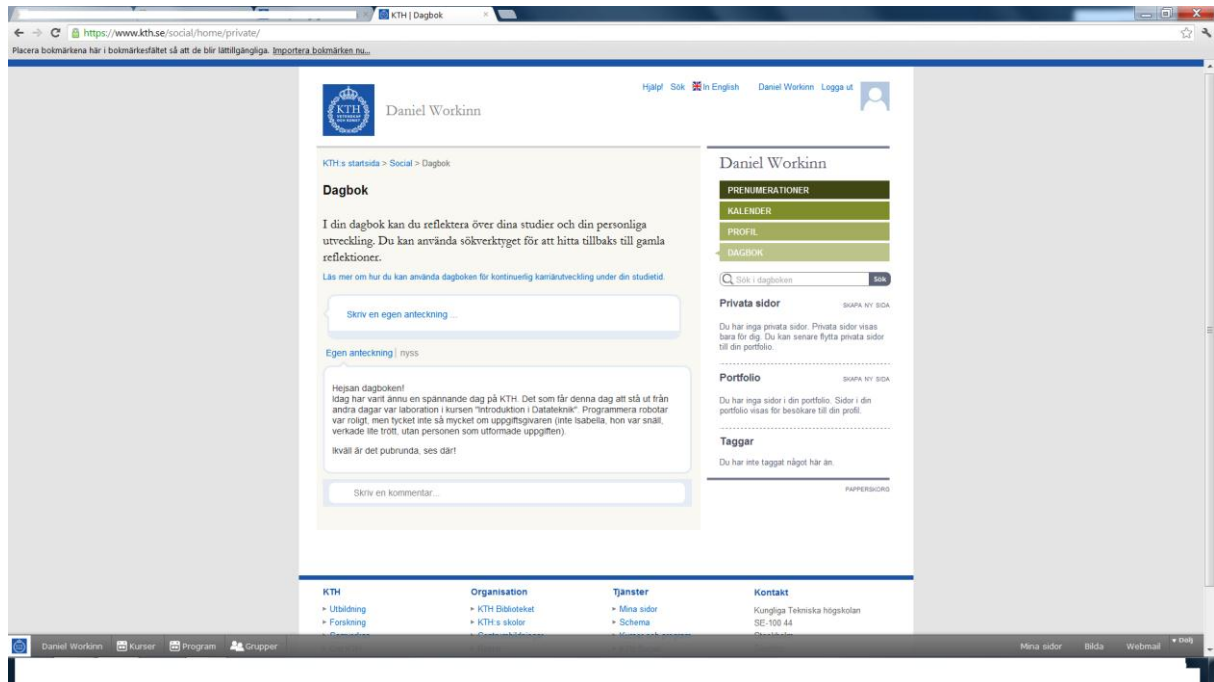 KTH | Dagbok
https://www.kth.se/social/home/private/
Placera bokmärkena här i bokmärkesfältet så att de blir lättillgängliga. Importera bokmärken nu...
Hjälp! Sök In English Daniel Workinn Logga ut
KTH
VETENSKAP
OCH KONST
Daniel Workinn
KTH:s startsida > Social > Dagbok
Dagbok
I din dagbok kan du reflektera över dina studier och din personliga
utveckling. Du kan använda sökverktyget för att hitta tillbaks till gamla
reflektioner.
Läs mer om hur du kan använda dagboken för kontinuerlig karriärutveckling under din studietid.
Skriv en egen anteckning ...
Egen anteckning | nyss
Hejsan dagboken!
Idag har varit ännu en spännande dag på KTH. Det som får denna dag att stå ut från
andra dagar var laboration i kursen "Introduktion i Datateknik". Programmera robotar
var roligt, men tycket inte så mycket om uppgiftsgivaren (inte Isabella, hon var snäll,
verkade lite trött, utan personen som utformade uppgiften).
Ikväll är det pubrunda, ses där!
Skriv en kommentar...
Daniel Workinn
PRENUMERATIONER
KALENDER
PROFIL
DAGBOK
Sök i dagboken Sök
Privata sidor SKAPA NY SIDA
Du har inga privata sidor. Privata sidor visas
bara för dig. Du kan senare flytta privata sidor
till din portfolio.
Portfolio SKAPA NY SIDA
Du har inga sidor i din portfolio. Sidor i din
portfolio visas för besökare till din profil.
Taggar
Du har inte taggat något här än.
PAPPERSKORG
KTH Organisation Tjänster Kontakt
Utbildning KTH Biblioteket Mina sidor Kungliga Tekniska högskolan
Forskning KTH:s skolor Schema SE-100 44
Daniel Workinn Kurser Program Grupper Mina sidor Bilda Webmail Dölj